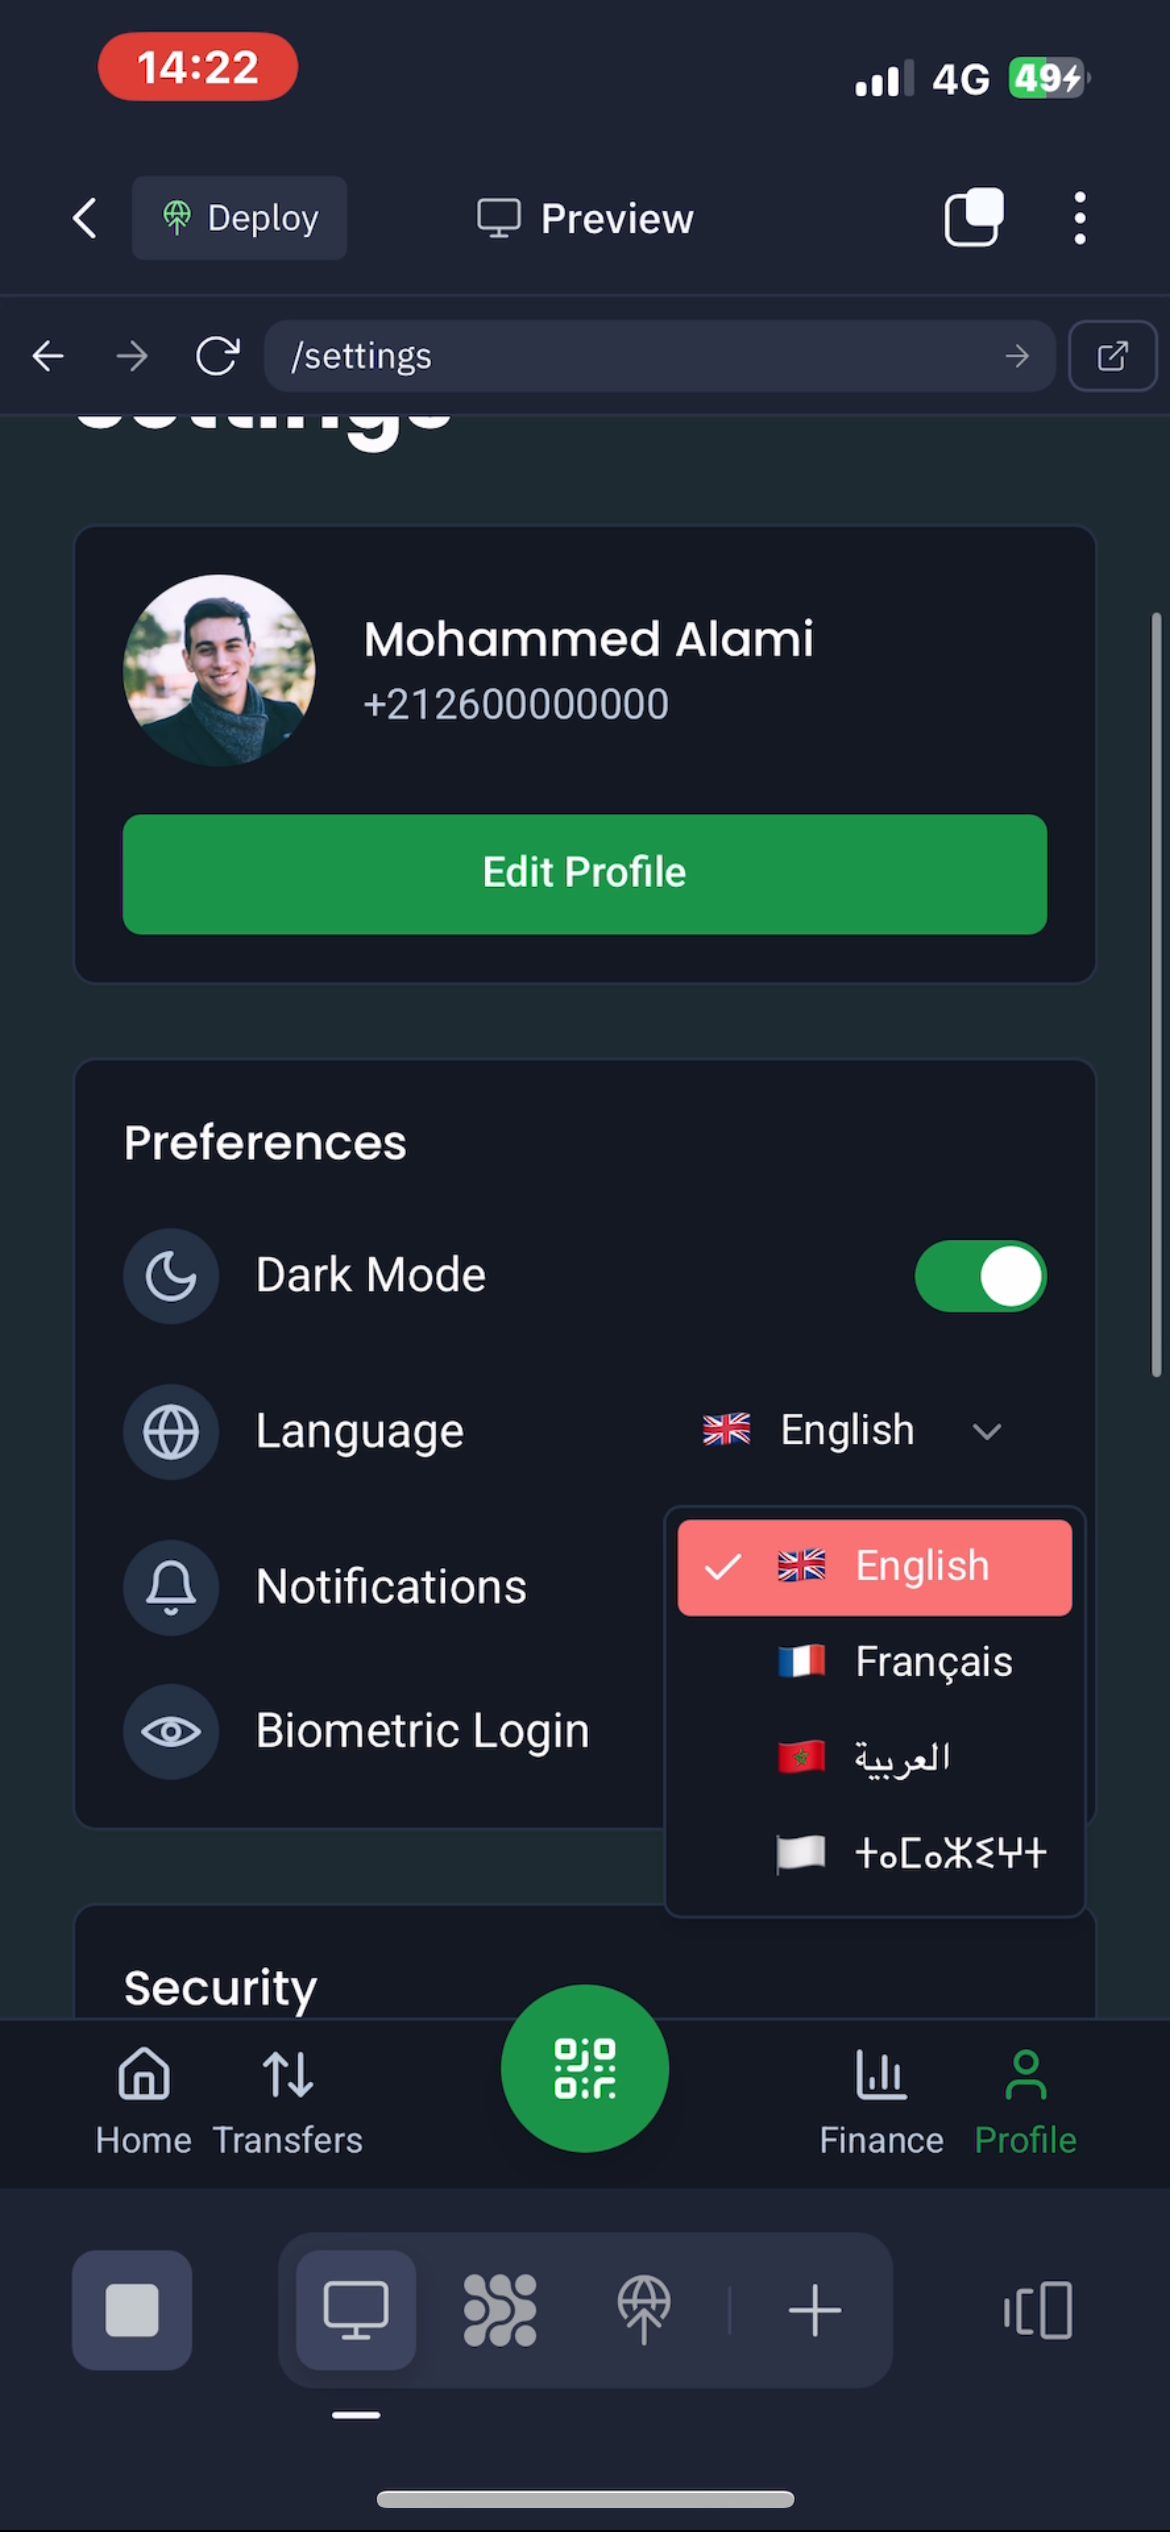 14:22
4G
49
Deploy
Preview
/settings
Settings
Mohammed Alami
+212600000000
Edit Profile
Preferences
Dark Mode
Language
English
English
Notifications
Français
Biometric Login
العربية
ⵜⴰⵎⴰⵣⵉⵖⵜ
Security
Home
Transfers
Finance
Profile